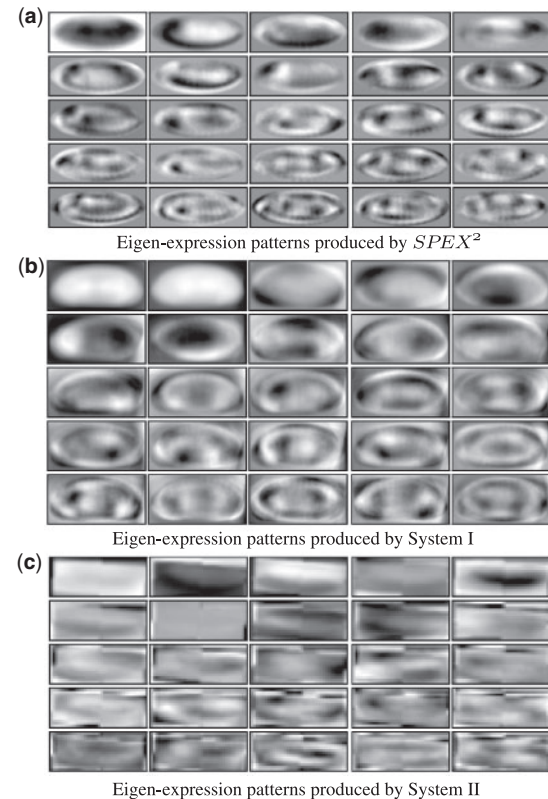 (a)
Eigen-expression patterns produced by SPEX²
(b)
Eigen-expression patterns produced by System I
(c)
Eigen-expression patterns produced by System II